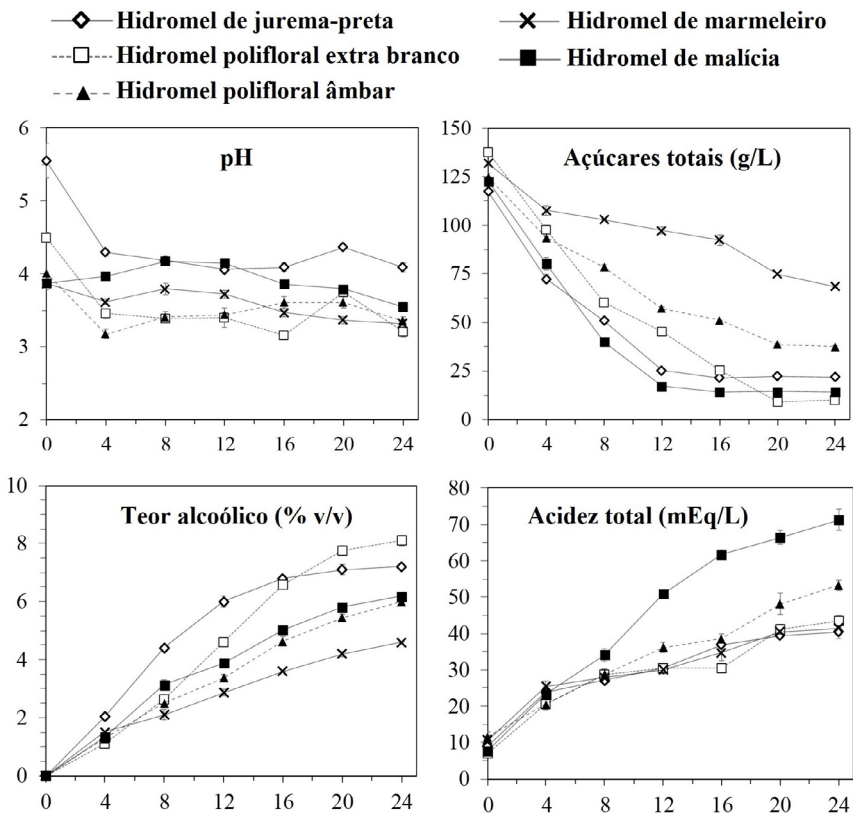 Hidromel de jurema-preta
Hidromel de marmeleiro
Hidromel polifloral extra branco
Hidromel de malícia
Hidromel polifloral âmbar
pH
6
5
4
3
2
0 4 8 12 16 20 24
Açúcares totais (g/L)
150
125
100
75
50
25
0
0 4 8 12 16 20 24
Teor alcoólico (% v/v)
10
8
6
4
2
0
0 4 8 12 16 20 24
Acidez total (mEq/L)
80
70
60
50
40
30
20
10
0
0 4 8 12 16 20 24